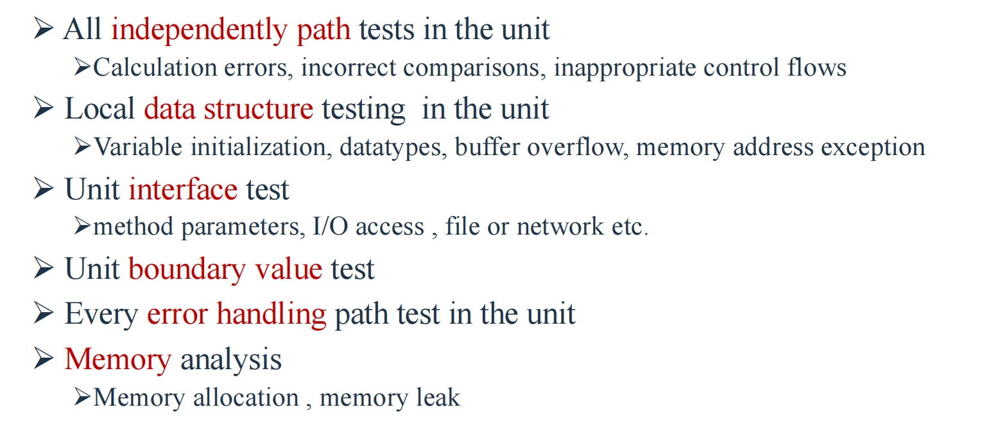 ➢ All independently path tests in the unit
➢Calculation errors, incorrect comparisons, inappropriate control flows
➢ Local data structure testing  in the unit
➢Variable initialization, datatypes, buffer overflow, memory address exception
➢ Unit interface test
➢method parameters, I/O access , file or network etc.
➢ Unit boundary value test
➢ Every error handling path test in the unit
➢ Memory analysis
➢Memory allocation , memory leak